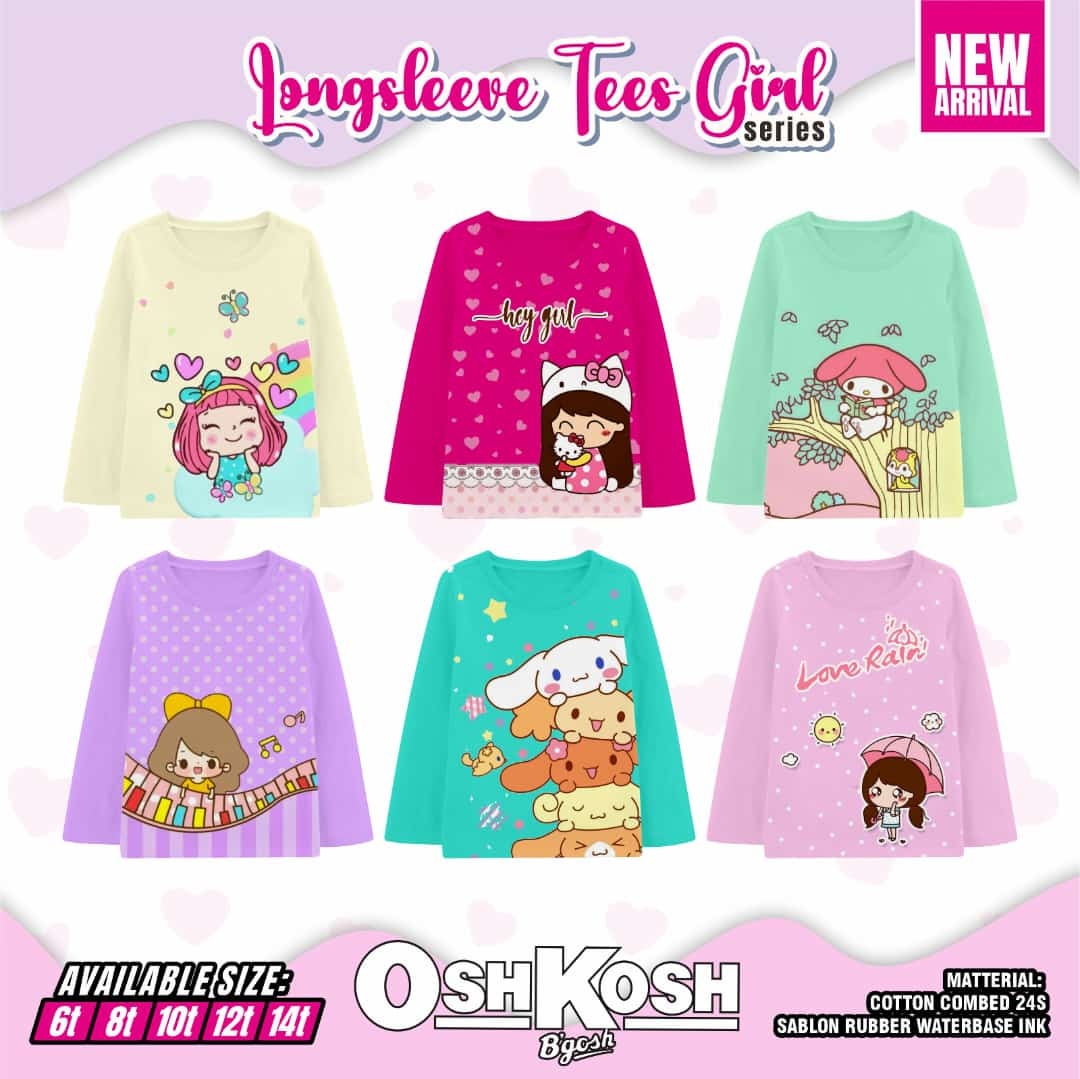 Longsleeve Tees Girl
series
NEW
ARRIVAL
hey girl
Love Rain
AVAILABLE SIZE:
6t 8t 10t 12t 14t
OSHKOSH
B'gosh
MATTERIAL:
COTTON COMBED 24S
SABLON RUBBER WATERBASE INK